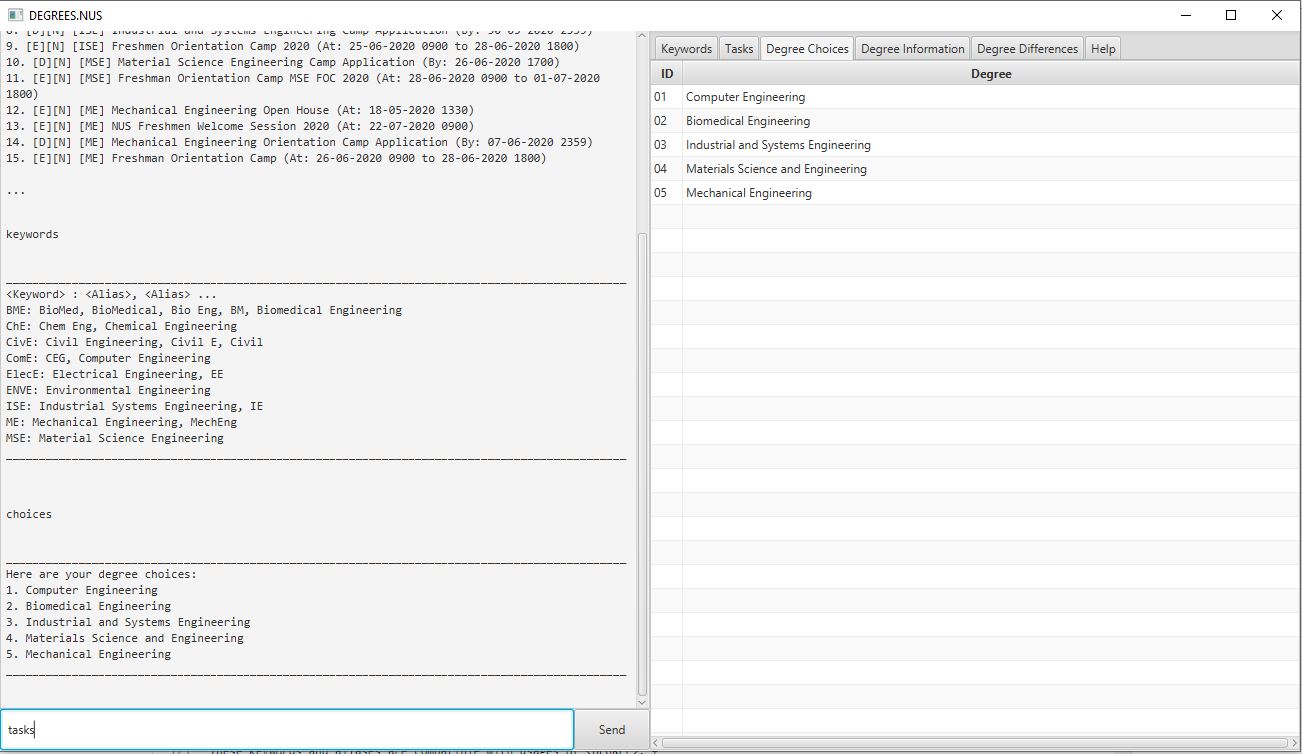 DEGREES.NUS
8. [D][N] [ISE] Industrial and Systems Engineering Camp Application (By: 30-05-2020 2359)
9. [E][N] [ISE] Freshmen Orientation Camp 2020 (At: 25-06-2020 0900 to 28-06-2020 1800)
10. [D][N] [MSE] Material Science Engineering Camp Application (By: 26-06-2020 1700)
11. [E][N] [MSE] Freshman Orientation Camp MSE FOC 2020 (At: 28-06-2020 0900 to 01-07-2020
1800)
12. [E][N] [ME] Mechanical Engineering Open House (At: 18-05-2020 1330)
13. [E][N] [ME] NUS Freshmen Welcome Session 2020 (At: 22-07-2020 0900)
14. [D][N] [ME] Mechanical Engineering Orientation Camp Application (By: 07-06-2020 2359)
15. [E][N] [ME] Freshman Orientation Camp (At: 26-06-2020 0900 to 28-06-2020 1800)
...
keywords
<Keyword> : <Alias>, <Alias> ...
BME: BioMed, BioMedical, Bio Eng, BM, Biomedical Engineering
ChE: Chem Eng, Chemical Engineering
CivE: Civil Engineering, Civil E, Civil
ComE: CEG, Computer Engineering
ElecE: Electrical Engineering, EE
ENVE: Environmental Engineering
ISE: Industrial Systems Engineering, IE
ME: Mechanical Engineering, MechEng
MSE: Material Science Engineering
choices
Here are your degree choices:
1. Computer Engineering
2. Biomedical Engineering
3. Industrial and Systems Engineering
4. Materials Science and Engineering
5. Mechanical Engineering
tasks
Send
Keywords Tasks Degree Choices Degree Information Degree Differences Help
ID Degree
01 Computer Engineering
02 Biomedical Engineering
03 Industrial and Systems Engineering
04 Materials Science and Engineering
05 Mechanical Engineering